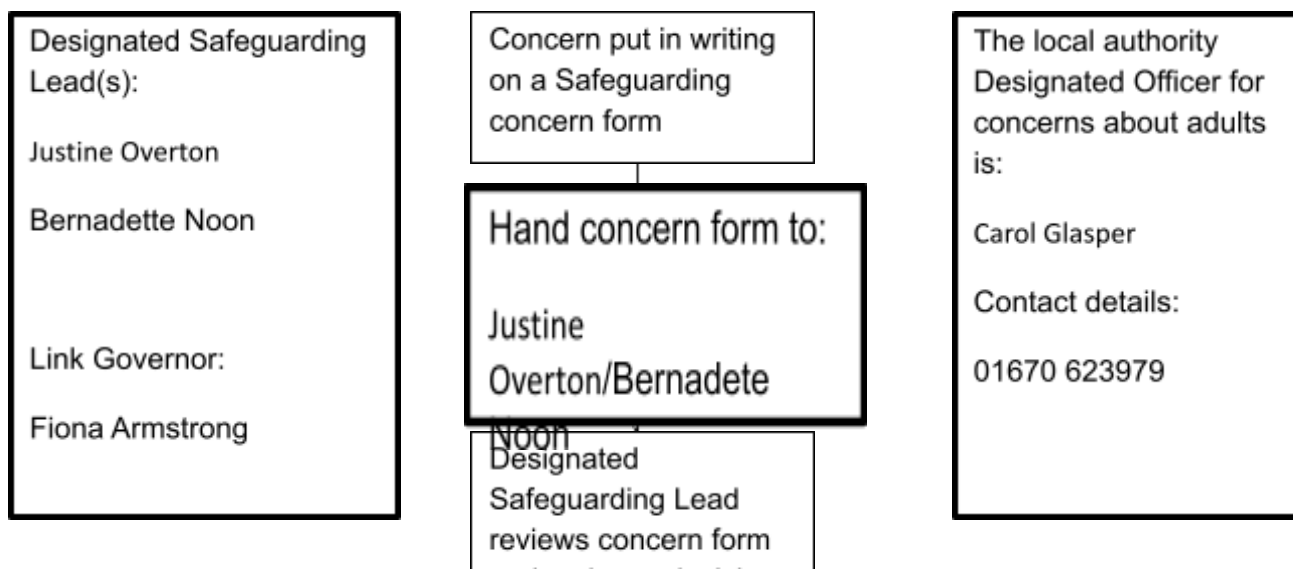 Designated Safeguarding
Lead(s):
Justine Overton
Bernadette Noon
Link Governor:
Fiona Armstrong
Concern put in writing
on a Safeguarding
concern form
Hand concern form to:
Justine
Overton/Bernadete
Noon
Designated
Safeguarding Lead
reviews concern form
The local authority
Designated Officer for
concerns about adults
is:
Carol Glasper
Contact details:
01670 623979